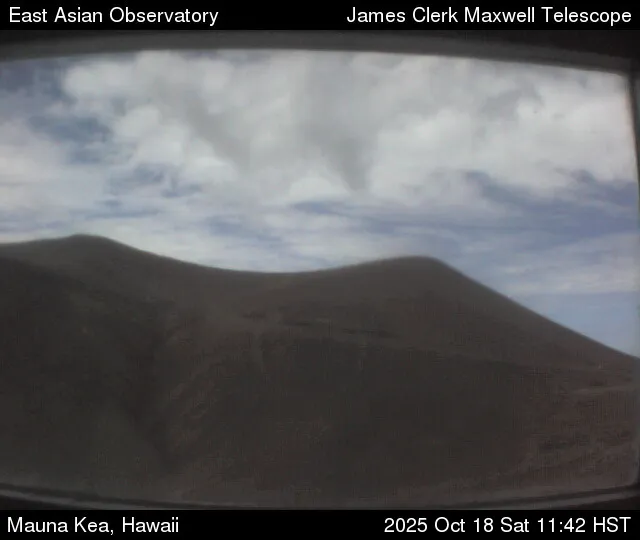 East Asian Observatory
James Clerk Maxwell Telescope
Mauna Kea, Hawaii
2025 Oct 18 Sat 11:42 HST